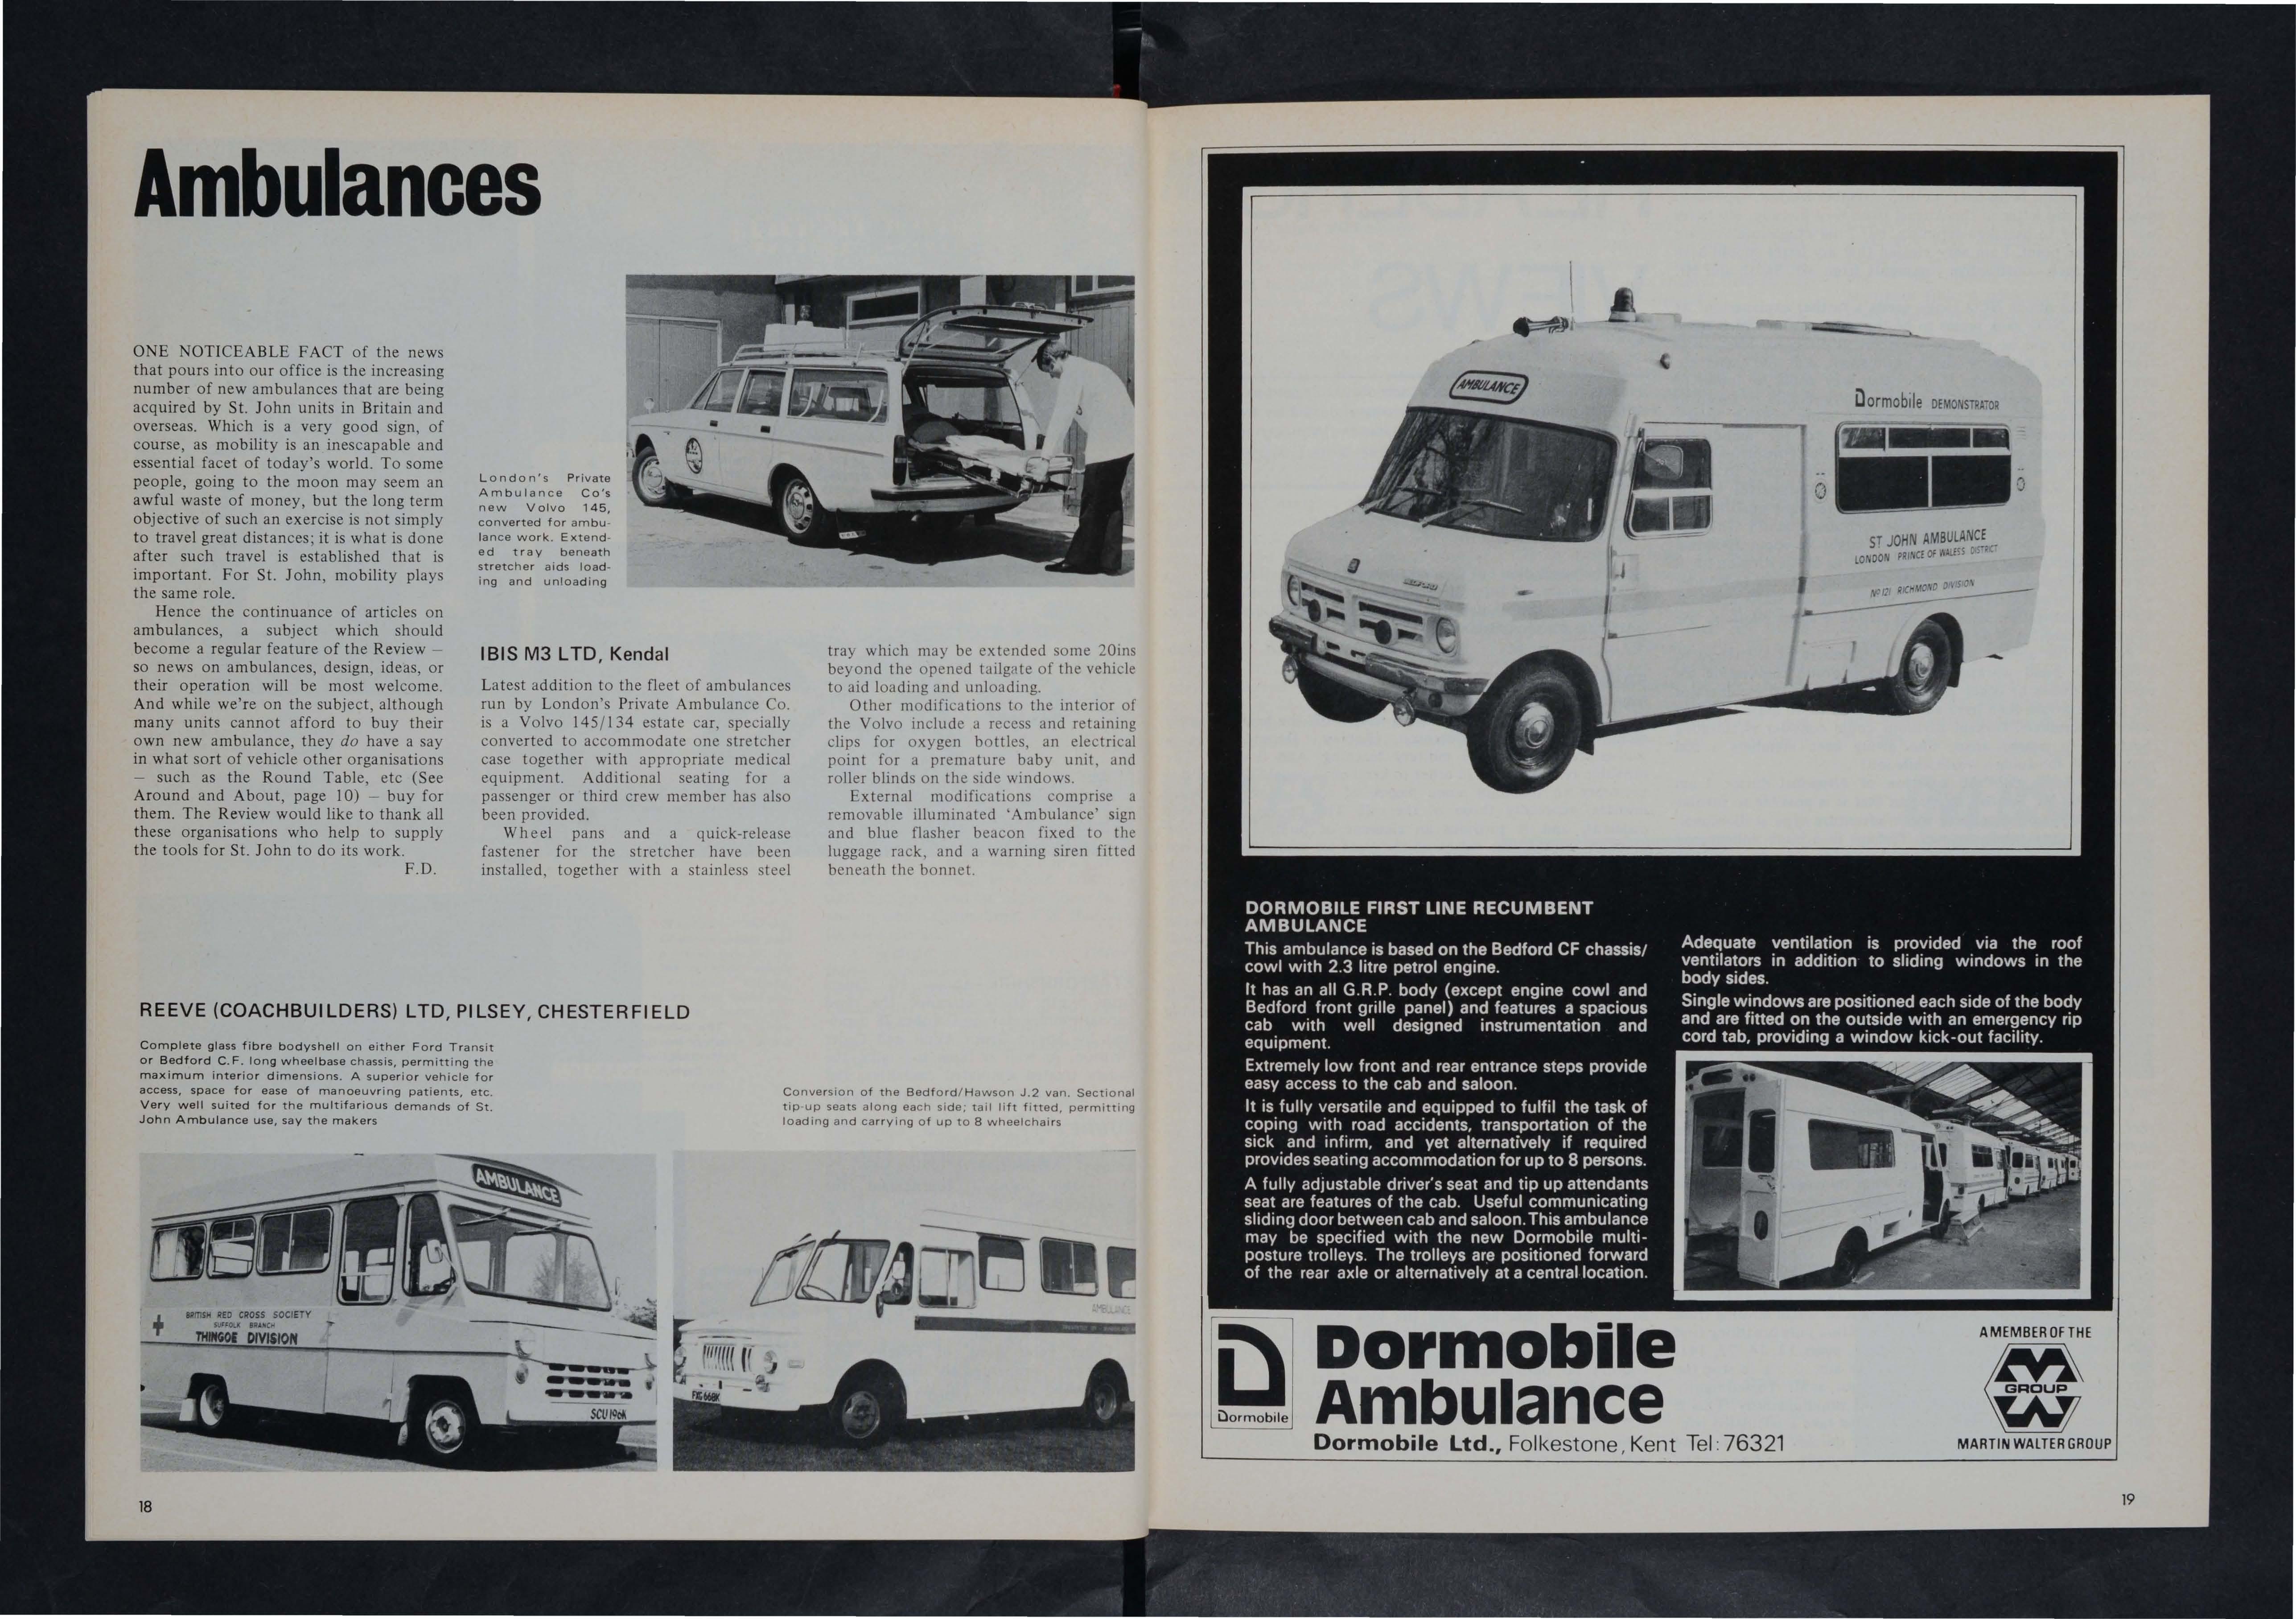 Ambulances
ONE NOTICEABLE FACT of the news
that pours into our office is the increasing
number of new ambulances that are being
acquired by St. John units in Britain and
overseas. Which is a very good sign, of
course, as mobility is an inescapable and
essential facet of today's world. To some
people, going to the moon may seem an
awful waste of money, but the long term
objective of such an exercise is not simply
to travel great distances; it is what is done
after such travel is established that is
important. For St. John, mobility plays
the same role.
Hence the continuance of articles on
ambulances, a subject which should
become a regular feature of the Review —
so news on ambulances, design, ideas, or
their operation will be most welcome.
And while we're on the subject, although
many units cannot afford to buy their
own new ambulance, they do have a say
in what sort of vehicle other organisations
— such as the Round Table, etc (See
Around and About, page 10) — buy for
them. The Review would like to thank all
these organisations who help to supply
the tools for St. John to do its work.
F.D.
London's Private
Ambulance Co's
new Volvo 145,
converted for ambu-
lance work. Extend-
ed tray beneath
stretcher aids load-
ing and unloading
IBIS M3 LTD, Kendal
Latest addition to the fleet of ambulances
run by London's Private Ambulance Co.
is a Volvo 145/134 estate car, specially
converted to accommodate one stretcher
case together with appropriate medical
equipment. Additional seating for a
passenger or third crew member has also
been provided.
Wheel pans and a quick-release
fastener for the stretcher have been
installed, together with a stainless steel
tray which may be extended some 20ins
beyond the opened tailgate of the vehicle
to aid loading and unloading.
Other modifications to the interior of
the Volvo include a recess and retaining
clips for oxygen bottles, an electrical
point for a premature baby unit, and
roller blinds on the side windows.
External modifications comprise a
removable illuminated 'Ambulance' sign
and blue flasher beacon fixed to the
luggage rack, and a warning siren fitted
beneath the bonnet.
REEVE (COACHBUILDERS) LTD, PILSEY, CHESTERFIELD
Complete glass fibre bodyshell on either Ford Transit
or Bedford C.F. long wheelbase chassis, permitting the
maximum interior dimensions. A superior vehicle for
access, space for ease of manoeuvring patients, etc.
Very well suited for the multifarious demands of St.
John Ambulance use, say the makers
Conversion of the Bedford/Hawson J.2 van. Sectional
tip-up seats along each side; tail lift fitted, permitting
loading and carrying of up to 8 wheelchairs
AMBULANCE
BRITISH RED CROSS SOCIETY
SUFFOLK BRANCH
THINGOE DIVISION
SCU 196K
AMBULANCE
FXG 668K
18
AMBULANCE
Dormobile DEMONSTRATOR
ST JOHN AMBULANCE
LONDON PRINCE OF WALES'S DISTRICT
No 121 RICHMOND DIVISION
BEDFORD
DORMOBILE FIRST LINE RECUMBENT
AMBULANCE
This ambulance is based on the Bedford CF chassis/
cowl with 2.3 litre petrol engine.
It has an all G.R.P. body (except engine cowl and
Bedford front grille panel) and features a spacious
cab with well designed instrumentation and
equipment.
Extremely low front and rear entrance steps provide
easy access to the cab and saloon.
It is fully versatile and equipped to fulfil the task of
coping with road accidents, transportation of the
sick and infirm, and yet alternatively if required
provides seating accommodation for up to 8 persons.
A fully adjustable driver's seat and tip up attendants
seat are features of the cab. Useful communicating
sliding door between cab and saloon. This ambulance
may be specified with the new Dormobile multi-
posture trolleys. The trolleys are positioned forward
of the rear axle or alternatively at a central location.
Adequate ventilation is provided via the roof
ventilators in addition to sliding windows in the
body sides.
Single windows are positioned each side of the body
and are fitted on the outside with an emergency rip
cord tab, providing a window kick-out facility.
Dormobile
Dormobile
Ambulance
Dormobile Ltd., Folkestone, Kent Tel: 76321
A MEMBER OF THE
GROUP
MARTIN WALTER GROUP
19